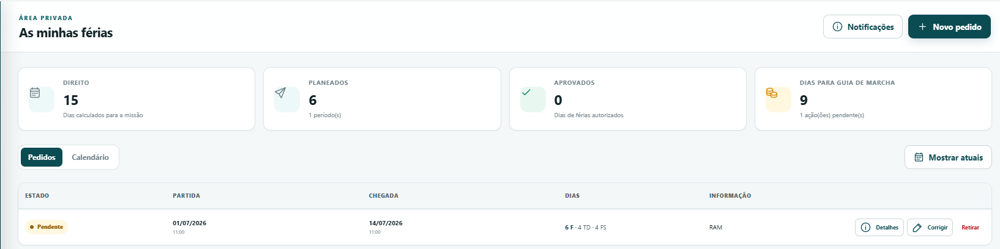 ÁREA PRIVADA
As minhas férias
Notificações
Novo pedido
DIREITO
15
Dias calculados para a missão
PLANEADOS
6
1 período(s)
APROVADOS
0
Dias de férias autorizados
DIAS PARA GUIA DE MARCHA
9
1 ação(ões) pendente(s)
Pedidos
Calendário
Mostrar atuais
ESTADO PARTIDA CHEGADA DIAS INFORMAÇÃO
Pendente 01/07/2026 14/07/2026 6 F · 4 TD · 4 FS RAM Detalhes Corrigir Retirar
11:00 11:00